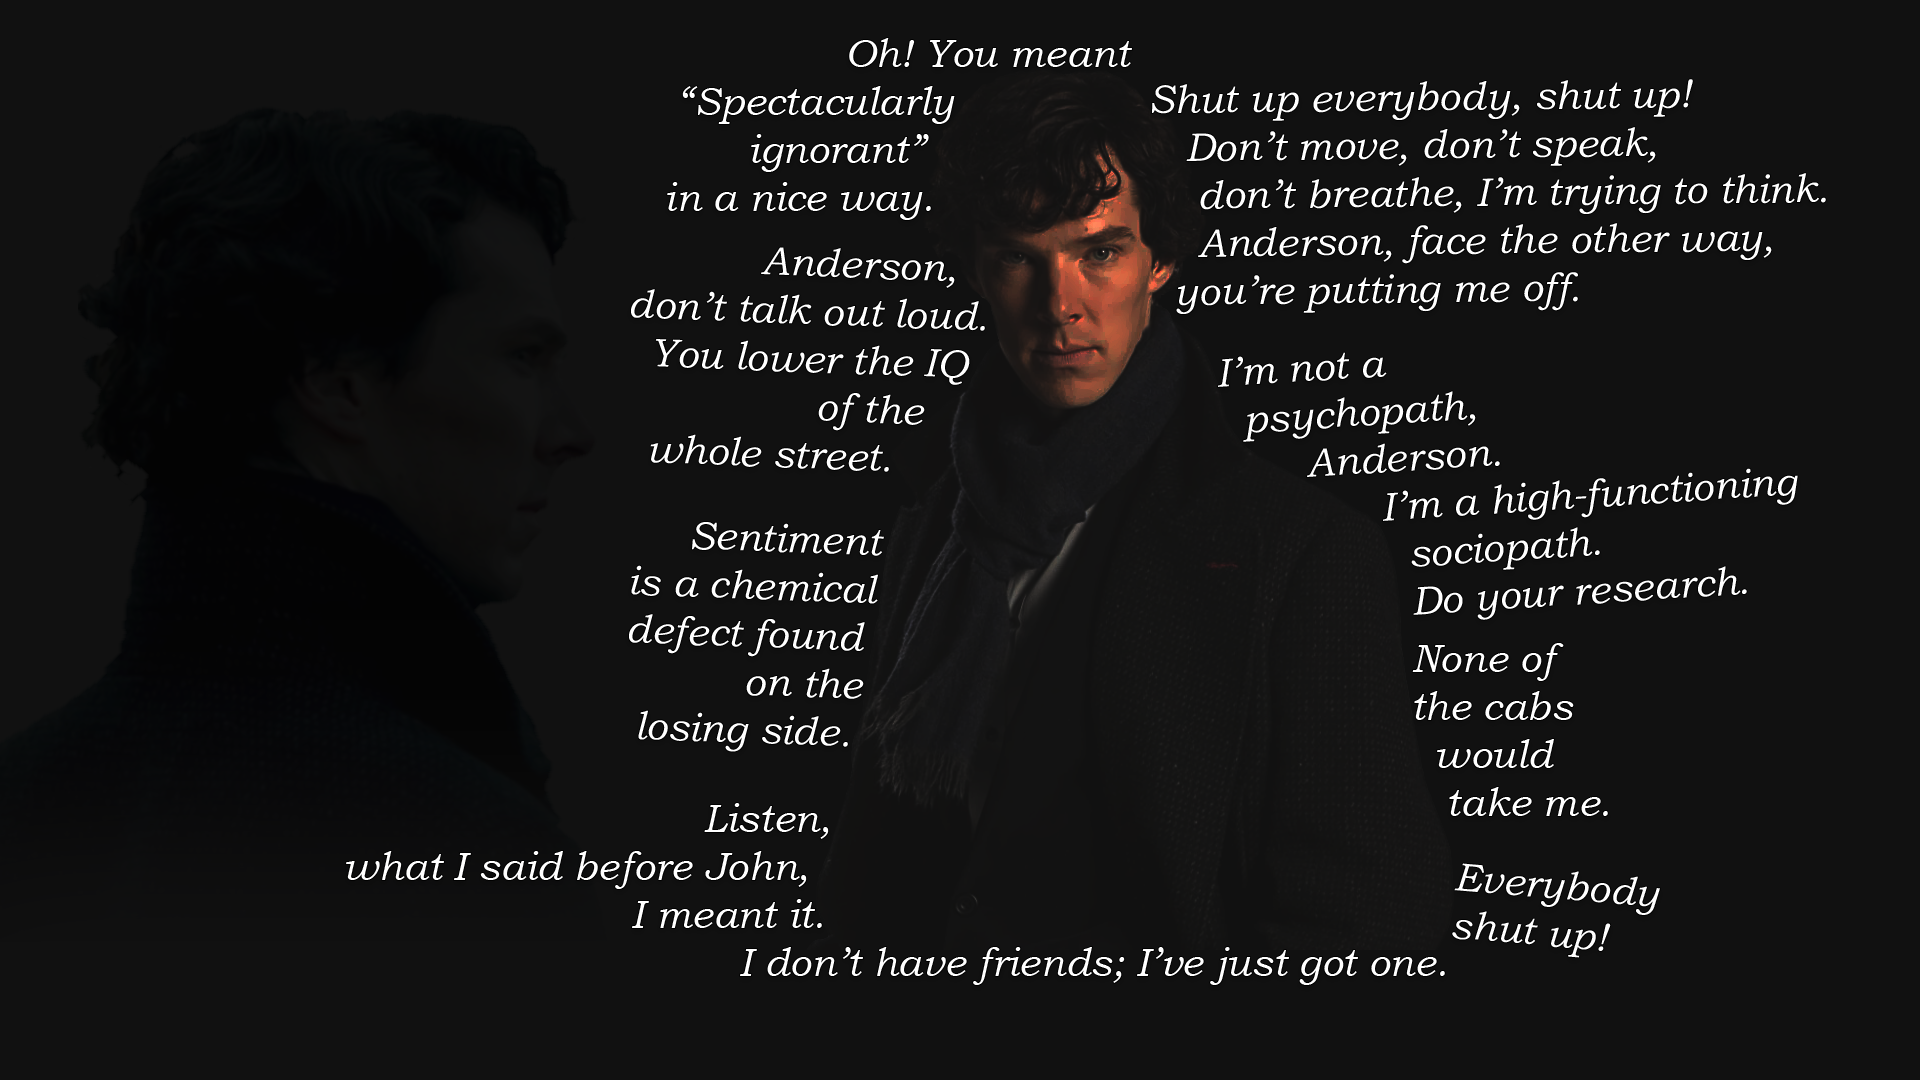 Oh! You meant
“Spectacularly
ignorant”
in a nice way.
Anderson,
don’t talk out loud.
You lower the IQ
of the
whole street.
Sentiment
is a chemical
defect found
on the
losing side.
Listen,
what I said before John,
I meant it.
I don’t have friends; I’ve just got one.
Shut up everybody, shut up!
Don’t move, don’t speak,
don’t breathe, I’m trying to think.
Anderson, face the other way,
you’re putting me off.
I’m not a
psychopath,
Anderson.
I’m a high-functioning
sociopath.
Do your research.
None of
the cabs
would
take me.
Everybody
shut up!